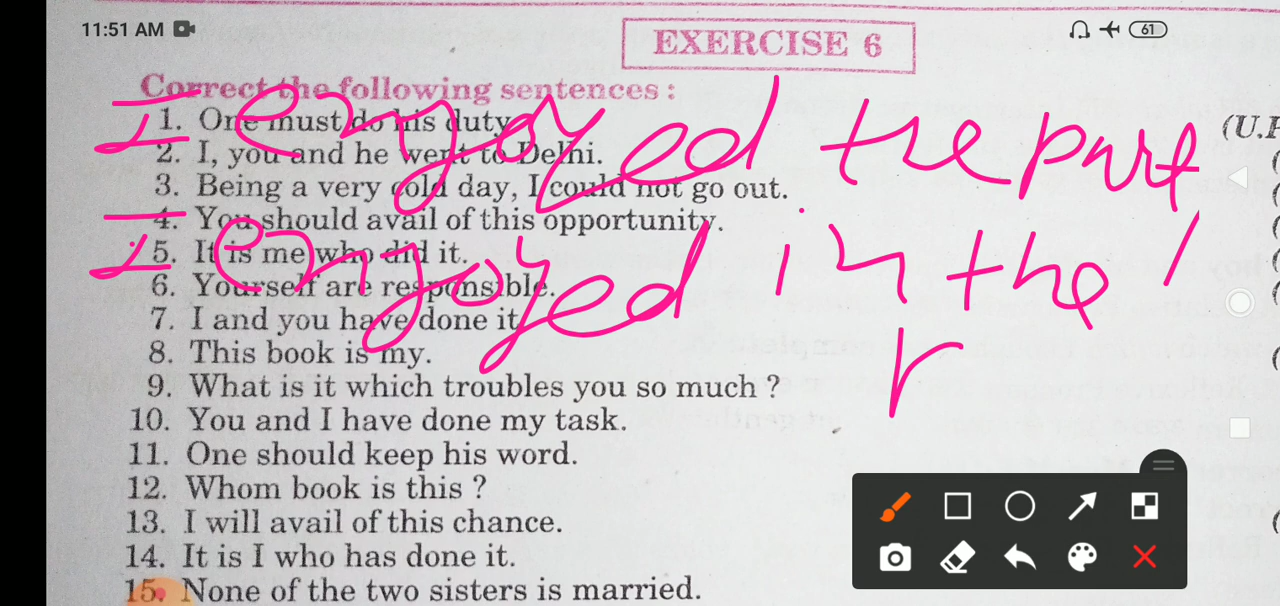 11:51 AM
61
EXERCISE 6
Correct the following sentences :
1. One must do his duty
(U.P
2. I, you and he went to Delhi.
3. Being a very cold day, I could not go out.
4. You should avail of this opportunity.
5. It is me who did it.
6. Yourself are responsible.
7. I and you have done it
8. This book is my.
9. What is it which troubles you so much ?
10. You and I have done my task.
11. One should keep his word.
12. Whom book is this ?
13. I will avail of this chance.
14. It is I who has done it.
15. None of the two sisters is married.
I enjoyed the part
I enjoyed in the